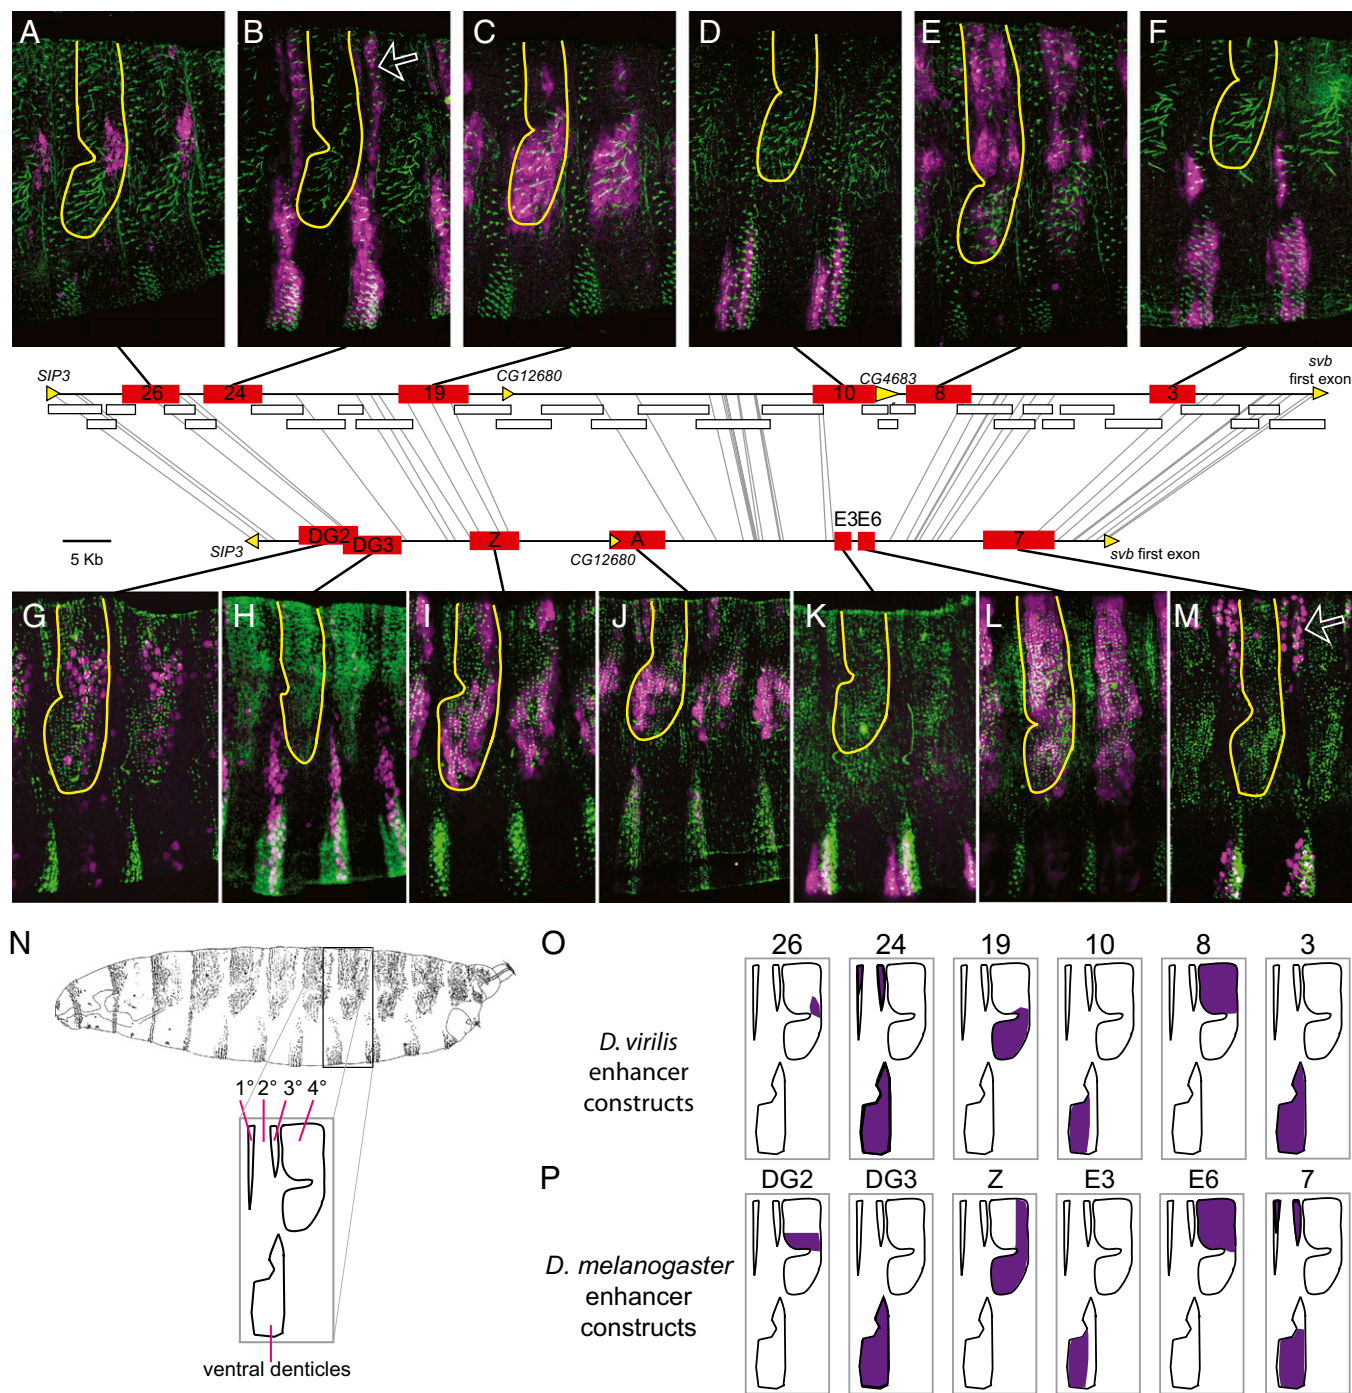 A B C D E F
SIP3 26 24 19 CG12680 10 CG4683 8 3 svb
first exon
5 Kb SIP3 DG2 DG3 Z CG12680 A E3 E6 7 svb first exon
G H I J K L M
N
1° 2° 3° 4°
ventral denticles
O 26 24 19 10 8 3
D. virilis
enhancer
constructs
P DG2 DG3 Z E3 E6 7
D. melanogaster
enhancer
constructs